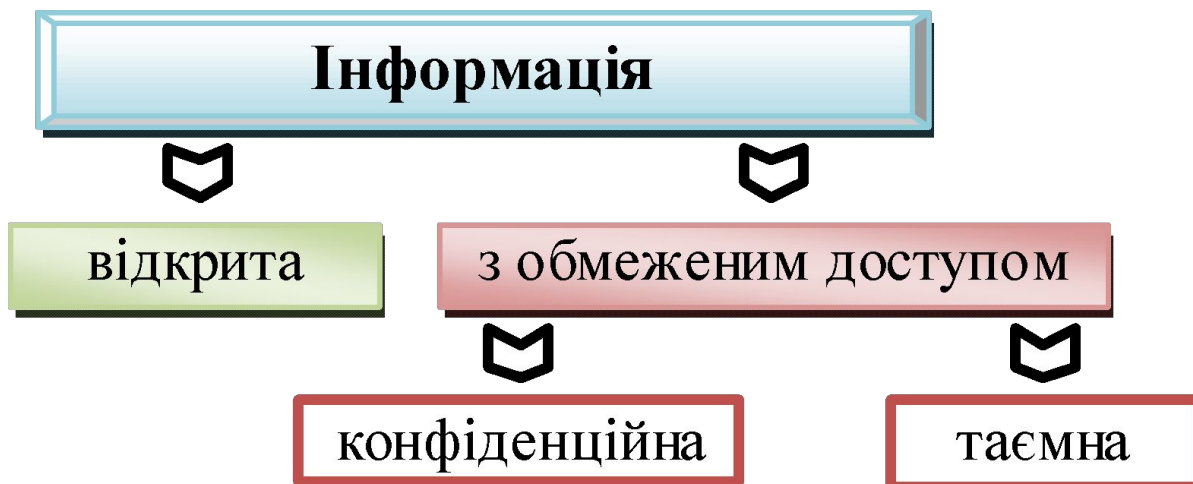 Інформація
відкрита
з обмеженим доступом
конфіденційна
таємна